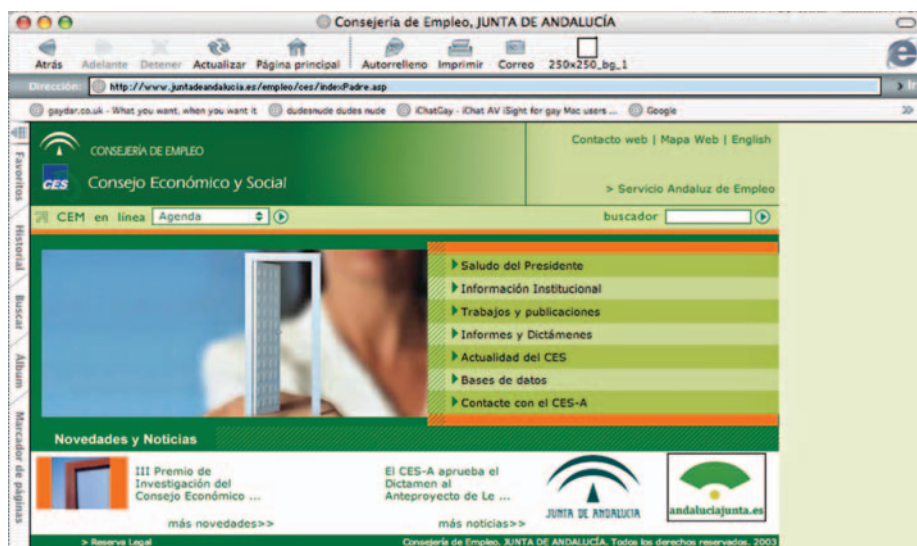 Consejería de Empleo, JUNTA DE ANDALUCÍA
Atrás Adelante Detener Actualizar Página principal Autorrelleno Imprimir Correo 250x250_bg_1
Dirección: http://www.juntadeandalucia.es/empleo/ces/indexPadre.asp
gaydar.co.uk - What you want, when you want it dudesnude dudes nude iChatGay - iChat AV iSight for gay Mac users ... Google
Favoritos
Historial
Buscar
Álbum
Marcador de páginas
CONSEJERÍA DE EMPLEO
CES Consejo Económico y Social
Contacto web | Mapa Web | English
> Servicio Andaluz de Empleo
CEM en línea Agenda buscador
Saludo del Presidente
Información Institucional
Trabajos y publicaciones
Informes y Dictámenes
Actualidad del CES
Bases de datos
Contacte con el CES-A
Novedades y Noticias
III Premio de
Investigación del
Consejo Económico ...
más novedades>>
El CES-A aprueba el
Dictamen al
Anteproyecto de Le ...
más noticias>>
JUNTA DE ANDALUCIA
andaluciajunta.es
> Reserva Legal
Consejería de Empleo. JUNTA DE ANDALUCÍA. Todos los derechos reservados. 2003